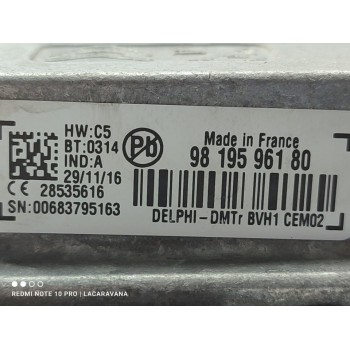 HW:C5
BT:0314
IND:A
29/11/16
CE 28535616
SN:00683795163
Pb
Made in France
98 195 961 80
DELPHI-DMTr BVH1 CEM02
REDMI NOTE 10 PRO | LACARAVANA